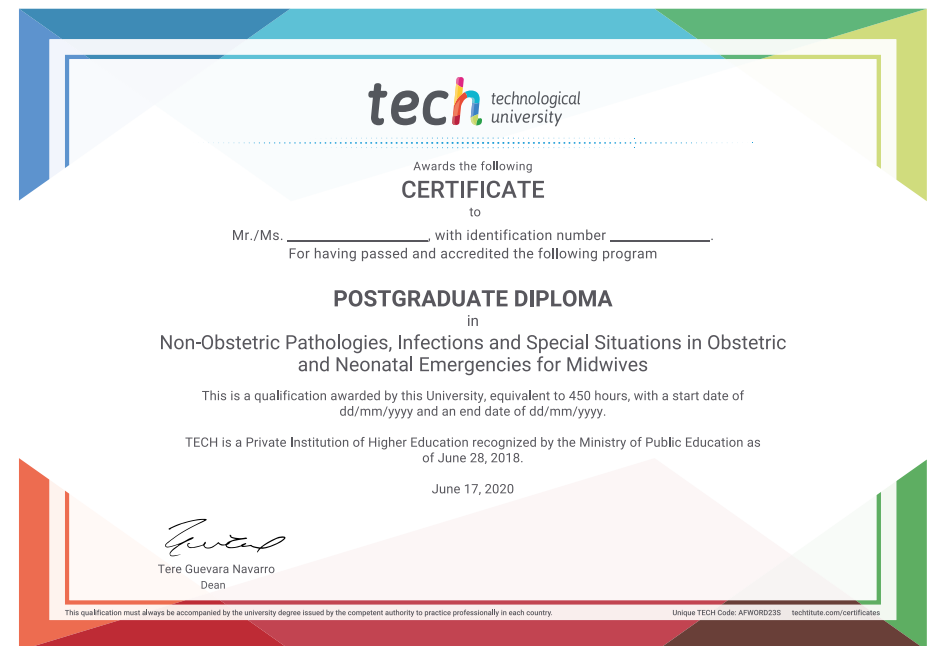 tech technological
university
Awards the following
CERTIFICATE
to
Mr./Ms. ____________________, with identification number ______________.
For having passed and accredited the following program
POSTGRADUATE DIPLOMA
in
Non-Obstetric Pathologies, Infections and Special Situations in Obstetric
and Neonatal Emergencies for Midwives
This is a qualification awarded by this University, equivalent to 450 hours, with a start date of
dd/mm/yyyy and an end date of dd/mm/yyyy.
TECH is a Private Institution of Higher Education recognized by the Ministry of Public Education as
of June 28, 2018.
June 17, 2020
Tere Guevara Navarro
Dean
This qualification must always be accompanied by the university degree issued by the competent authority to practice professionally in each country. Unique TECH Code: AFWORD23S techtitute.com/certificates